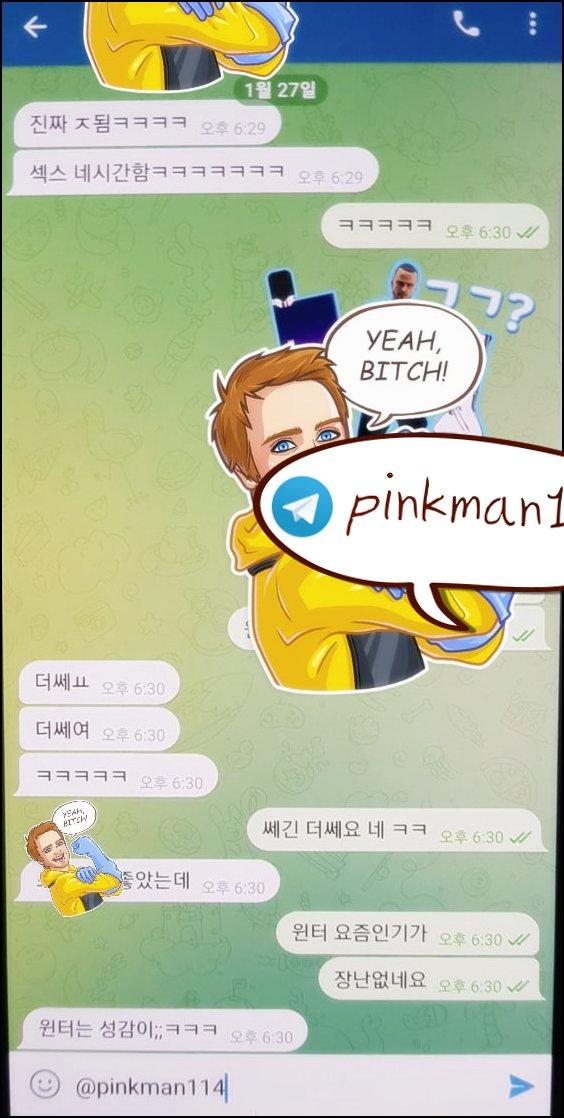 1월 27일
진짜 ㅈ됨ㅋㅋㅋㅋ 오후 6:29
섹스 네시간함ㅋㅋㅋㅋㅋㅋㅋ 오후 6:29
ㅋㅋㅋㅋㅋ 오후 6:30
ㄱㄱ?
YEAH,
BITCH!
pinkman1
더쎄ㅛ 오후 6:30
더쎄여 오후 6:30
ㅋㅋㅋㅋㅋ 오후 6:30
쎄긴 더쎄요 네 ㅋㅋ 오후 6:30
YEAH,
BITCH!
좋았는데 오후 6:30
윈터 요즘인기가 오후 6:30
장난없네요 오후 6:30
윈터는 성감이;;ㅋㅋㅋ 오후 6:30
@pinkman114